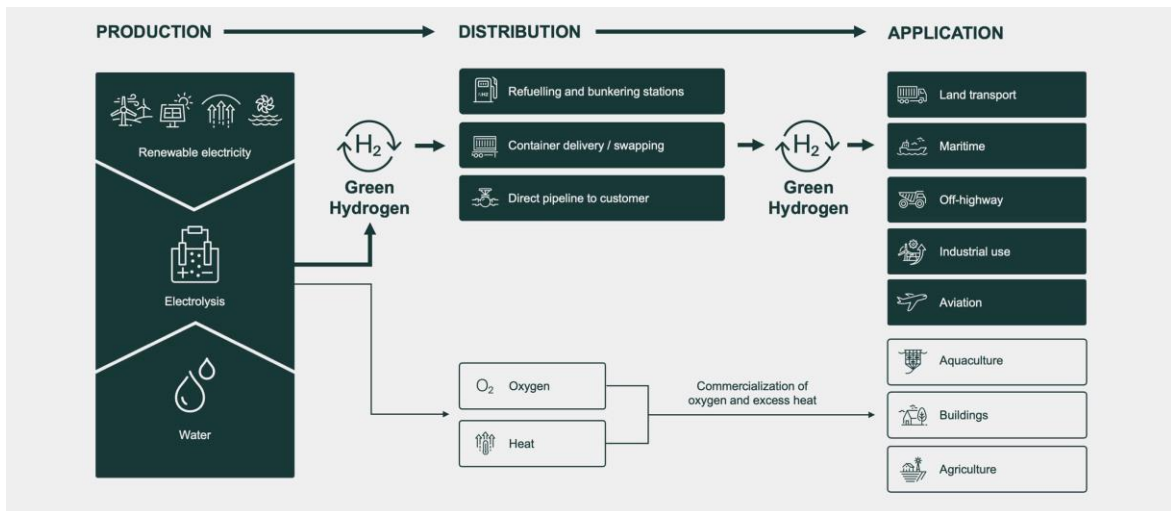 PRODUCTION
DISTRIBUTION
APPLICATION
Renewable electricity
Electrolysis
Water
H₂
Green
Hydrogen
Refuelling and bunkering stations
Container delivery / swapping
Direct pipeline to customer
H₂
Green
Hydrogen
Land transport
Maritime
Off-highway
Industrial use
Aviation
O₂ Oxygen
Heat
Commercialization of
oxygen and excess heat
Aquaculture
Buildings
Agriculture